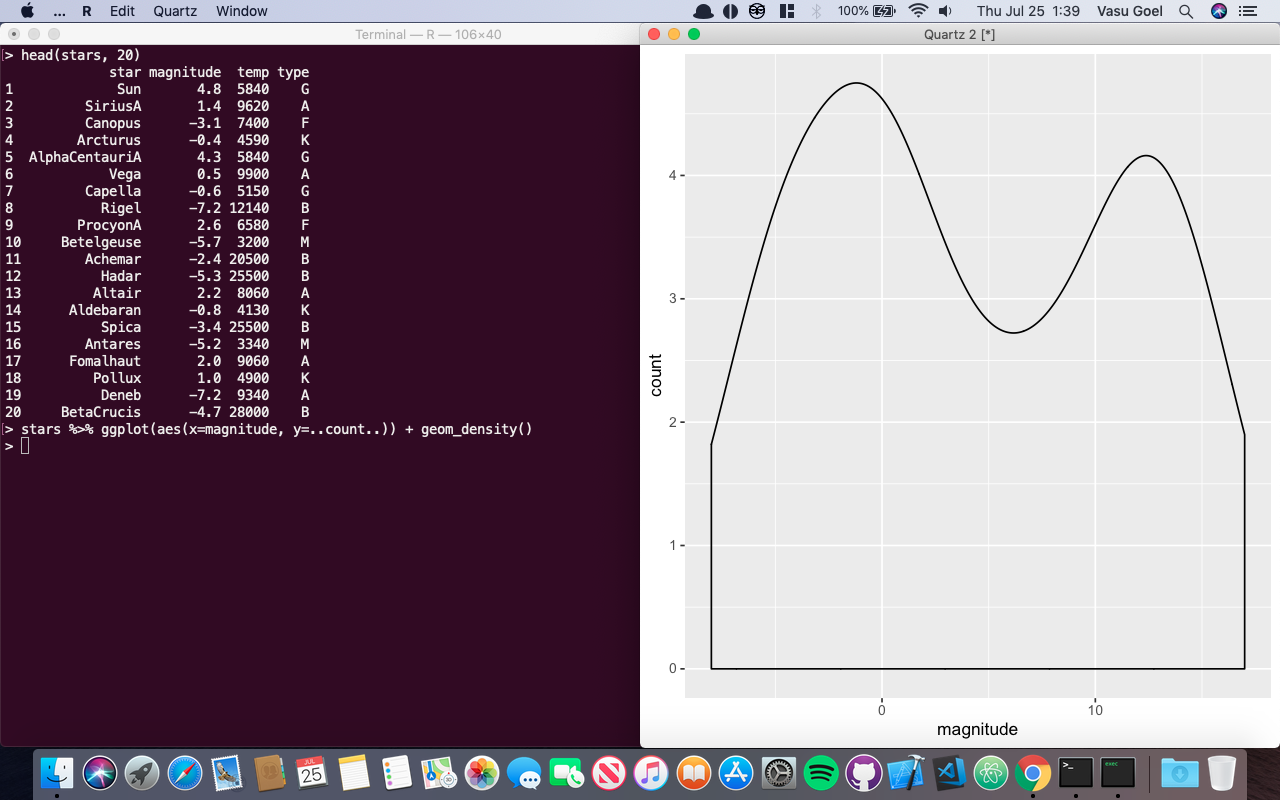 ... R Edit Quartz Window 100% Thu Jul 25 1:39 Vasu Goel
Terminal — R — 106×40
Quartz 2 [*]
[> head(stars, 20)
star magnitude temp type
1 Sun 4.8 5840 G
2 SiriusA 1.4 9620 A
3 Canopus −3.1 7400 F
4 Arcturus −0.4 4590 K
5 AlphaCentauriA 4.3 5840 G
6 Vega 0.5 9900 A
7 Capella −0.6 5150 G
8 Rigel −7.2 12140 B
9 ProcyonA 2.6 6580 F
10 Betelgeuse −5.7 3200 M
11 Achemar −2.4 20500 B
12 Hadar −5.3 25500 B
13 Altair 2.2 8060 A
14 Aldebaran −0.8 4130 K
15 Spica −3.4 25500 B
16 Antares −5.2 3340 M
17 Fomalhaut 2.0 9060 A
18 Pollux 1.0 4900 K
19 Deneb −7.2 9340 A
20 BetaCrucis −4.7 28000 B
[> stars %>% ggplot(aes(x=magnitude, y=..count..)) + geom_density()
>
4
3
count
2
1
0
0 10
magnitude
JUL
25
>_
exec